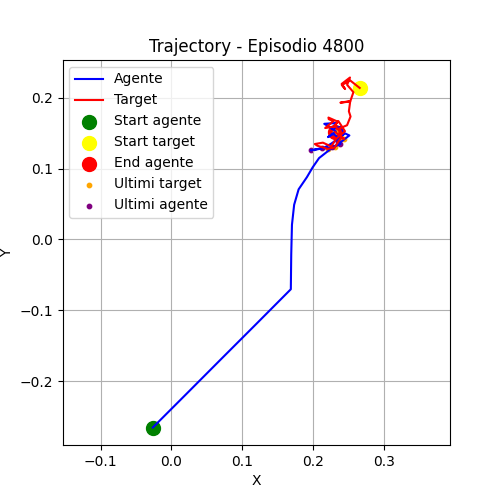 Trajectory - Episodio 4800
Agente
Target
Start agente
Start target
End agente
Ultimi target
Ultimi agente
0.2
0.1
0.0
−0.1
−0.2
Y
−0.1
0.0
0.1
0.2
0.3
X